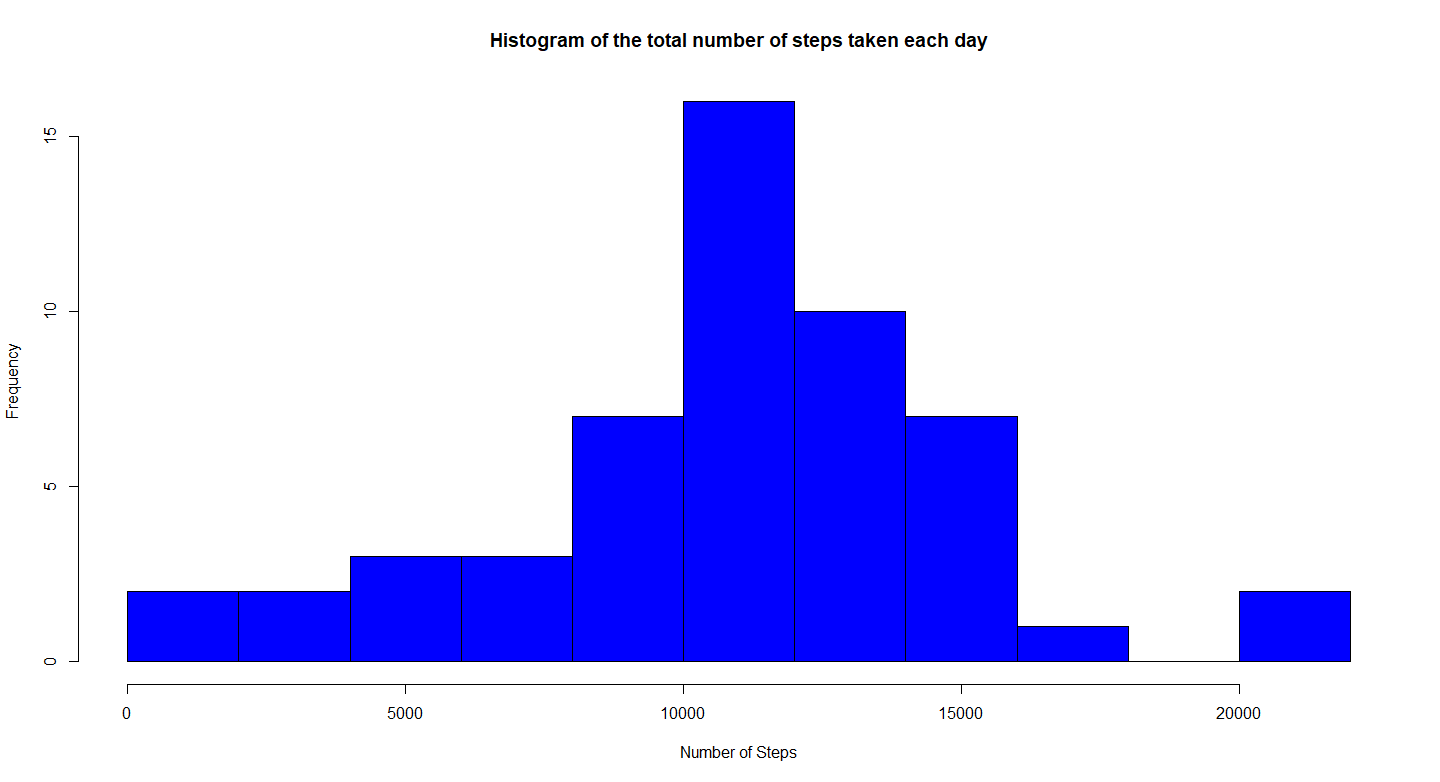 Histogram of the total number of steps taken each day
15
10
5
0
Frequency
0 5000 10000 15000 20000
Number of Steps